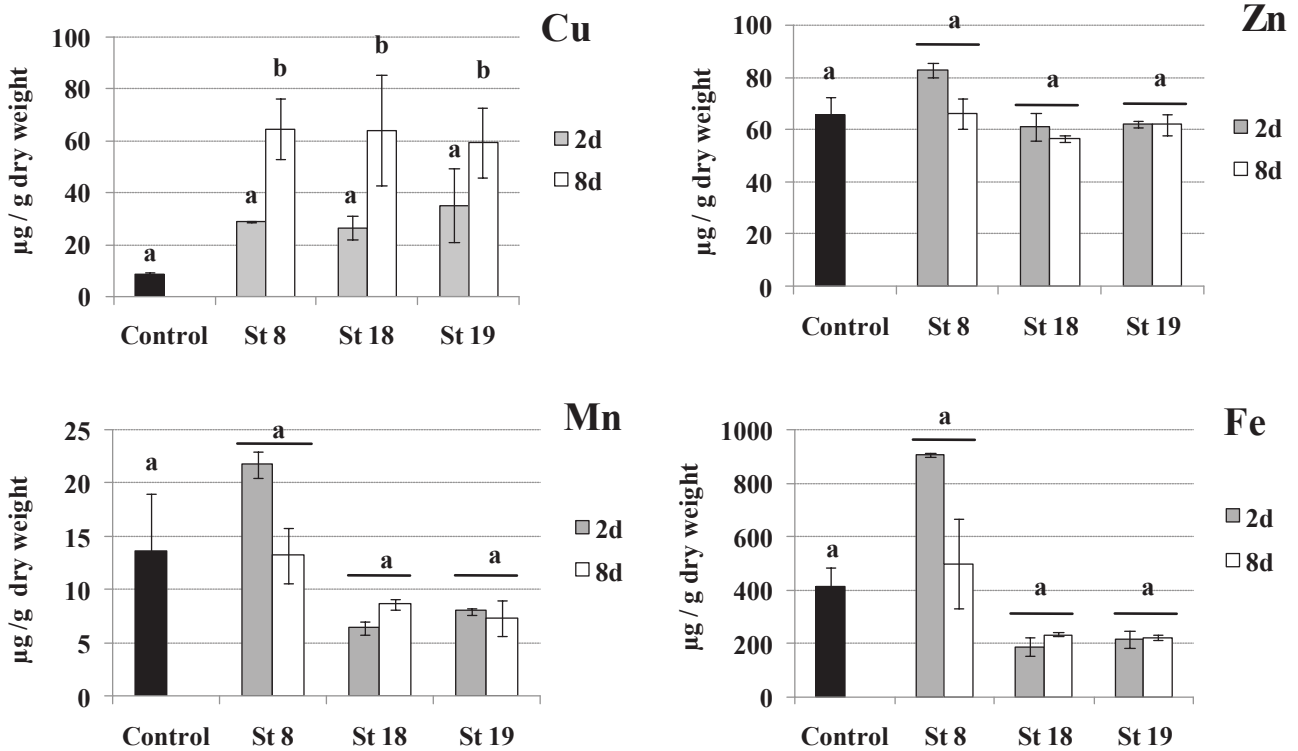 Cu
µg / g dry weight
100
80
60
40
20
0
a
a
b
a
b
a
b
2d
8d
Control St 8 St 18 St 19
Zn
µg / g dry weight
100
80
60
40
20
0
a
a
a
a
2d
8d
Control St 8 St 18 St 19
Mn
µg /g dry weight
25
20
15
10
5
0
a
a
a
a
2d
8d
Control St 8 St 18 St 19
Fe
µg / g dry weight
1000
800
600
400
200
0
a
a
a
a
2d
8d
Control St 8 St 18 St 19